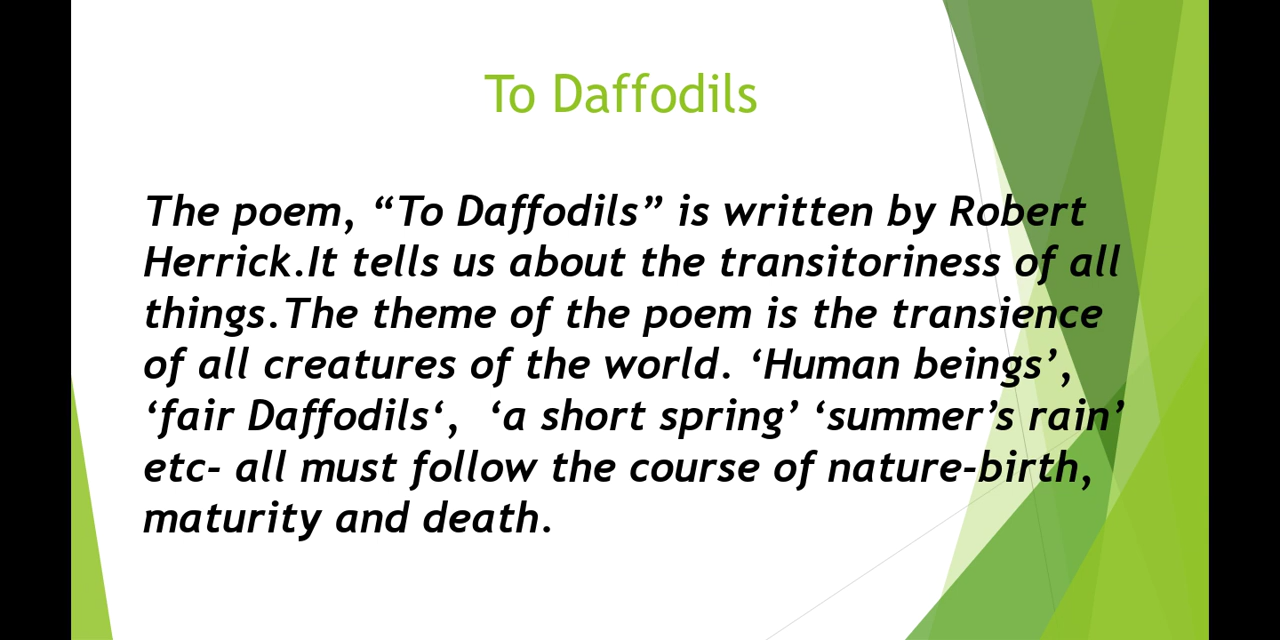 To Daffodils
The poem, “To Daffodils” is written by Robert
Herrick.It tells us about the transitoriness of all
things.The theme of the poem is the transience
of all creatures of the world. ‘Human beings’,
‘fair Daffodils‘,  ‘a short spring’ ‘summer’s rain’
etc- all must follow the course of nature-birth,
maturity and death.